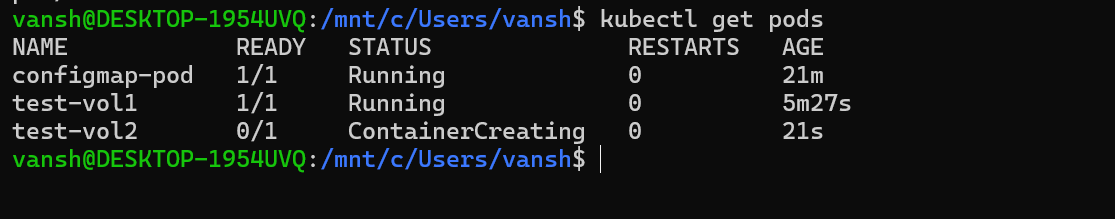 vansh@DESKTOP-1954UVQ:/mnt/c/Users/vansh$ kubectl get pods
NAME READY STATUS RESTARTS AGE
configmap-pod 1/1 Running 0 21m
test-vol1 1/1 Running 0 5m27s
test-vol2 0/1 ContainerCreating 0 21s
vansh@DESKTOP-1954UVQ:/mnt/c/Users/vansh$